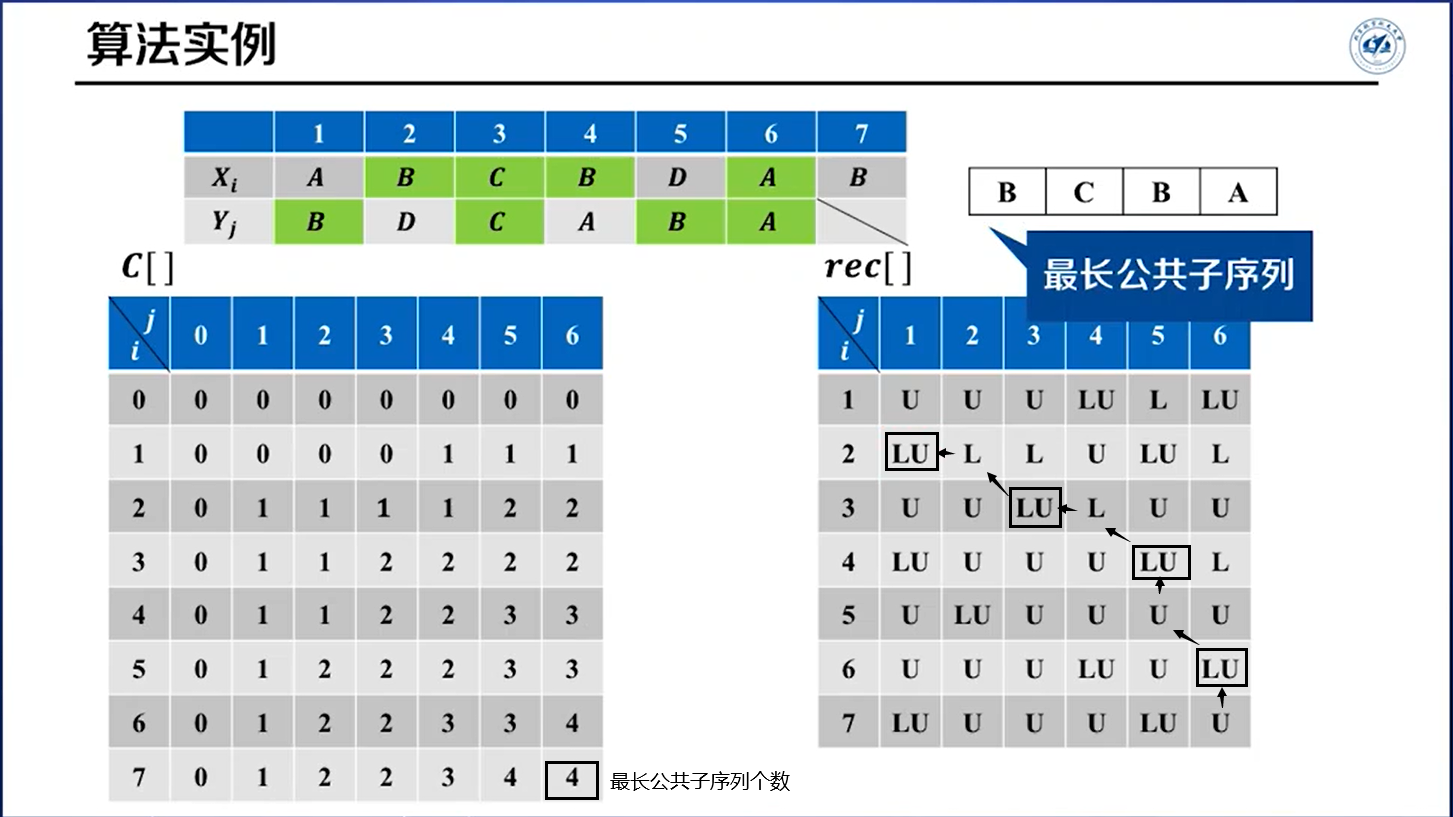 算法实例
1 2 3 4 5 6 7
Xi A B C B D A B
Yj B D C A B A
B C B A
最长公共子序列
C[ ]
rec[ ]
j
i
0 1 2 3 4 5 6
0 0 0 0 0 0 0 0
1 0 0 0 0 1 1 1
2 0 1 1 1 1 2 2
3 0 1 1 2 2 2 2
4 0 1 1 2 2 3 3
5 0 1 2 2 2 3 3
6 0 1 2 2 3 3 4
7 0 1 2 2 3 4 4
最长公共子序列个数
j
i
1 2 3 4 5 6
1 U U U LU L LU
2 LU L L U LU L
3 U U LU L U U
4 LU U U U LU L
5 U LU U U U U
6 U U U LU U LU
7 LU U U U LU U